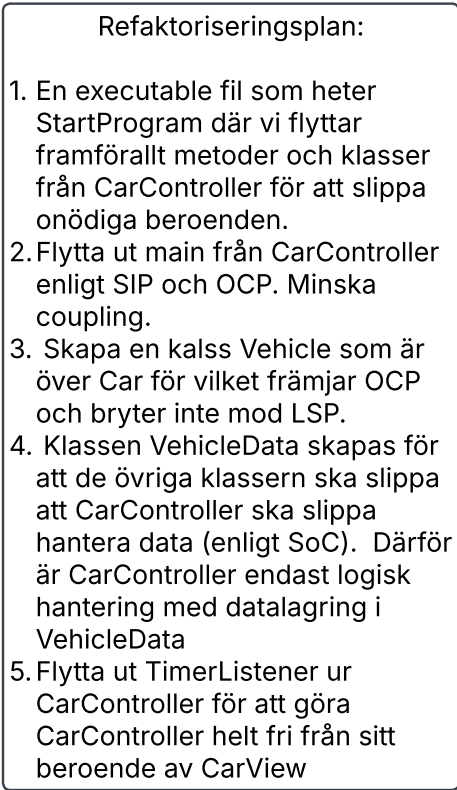 Refaktoriseringsplan:
1. En executable fil som heter
StartProgram där vi flyttar
framförallt metoder och klasser
från CarController för att slippa
onödiga beroenden.
2. Flytta ut main från CarController
enligt SIP och OCP. Minska
coupling.
3. Skapa en kalss Vehicle som är
över Car för vilket främjar OCP
och bryter inte mod LSP.
4. Klassen VehicleData skapas för
att de övriga klassern ska slippa
att CarController ska slippa
hantera data (enligt SoC). Därför
är CarController endast logisk
hantering med datalagring i
VehicleData
5. Flytta ut TimerListener ur
CarController för att göra
CarController helt fri från sitt
beroende av CarView